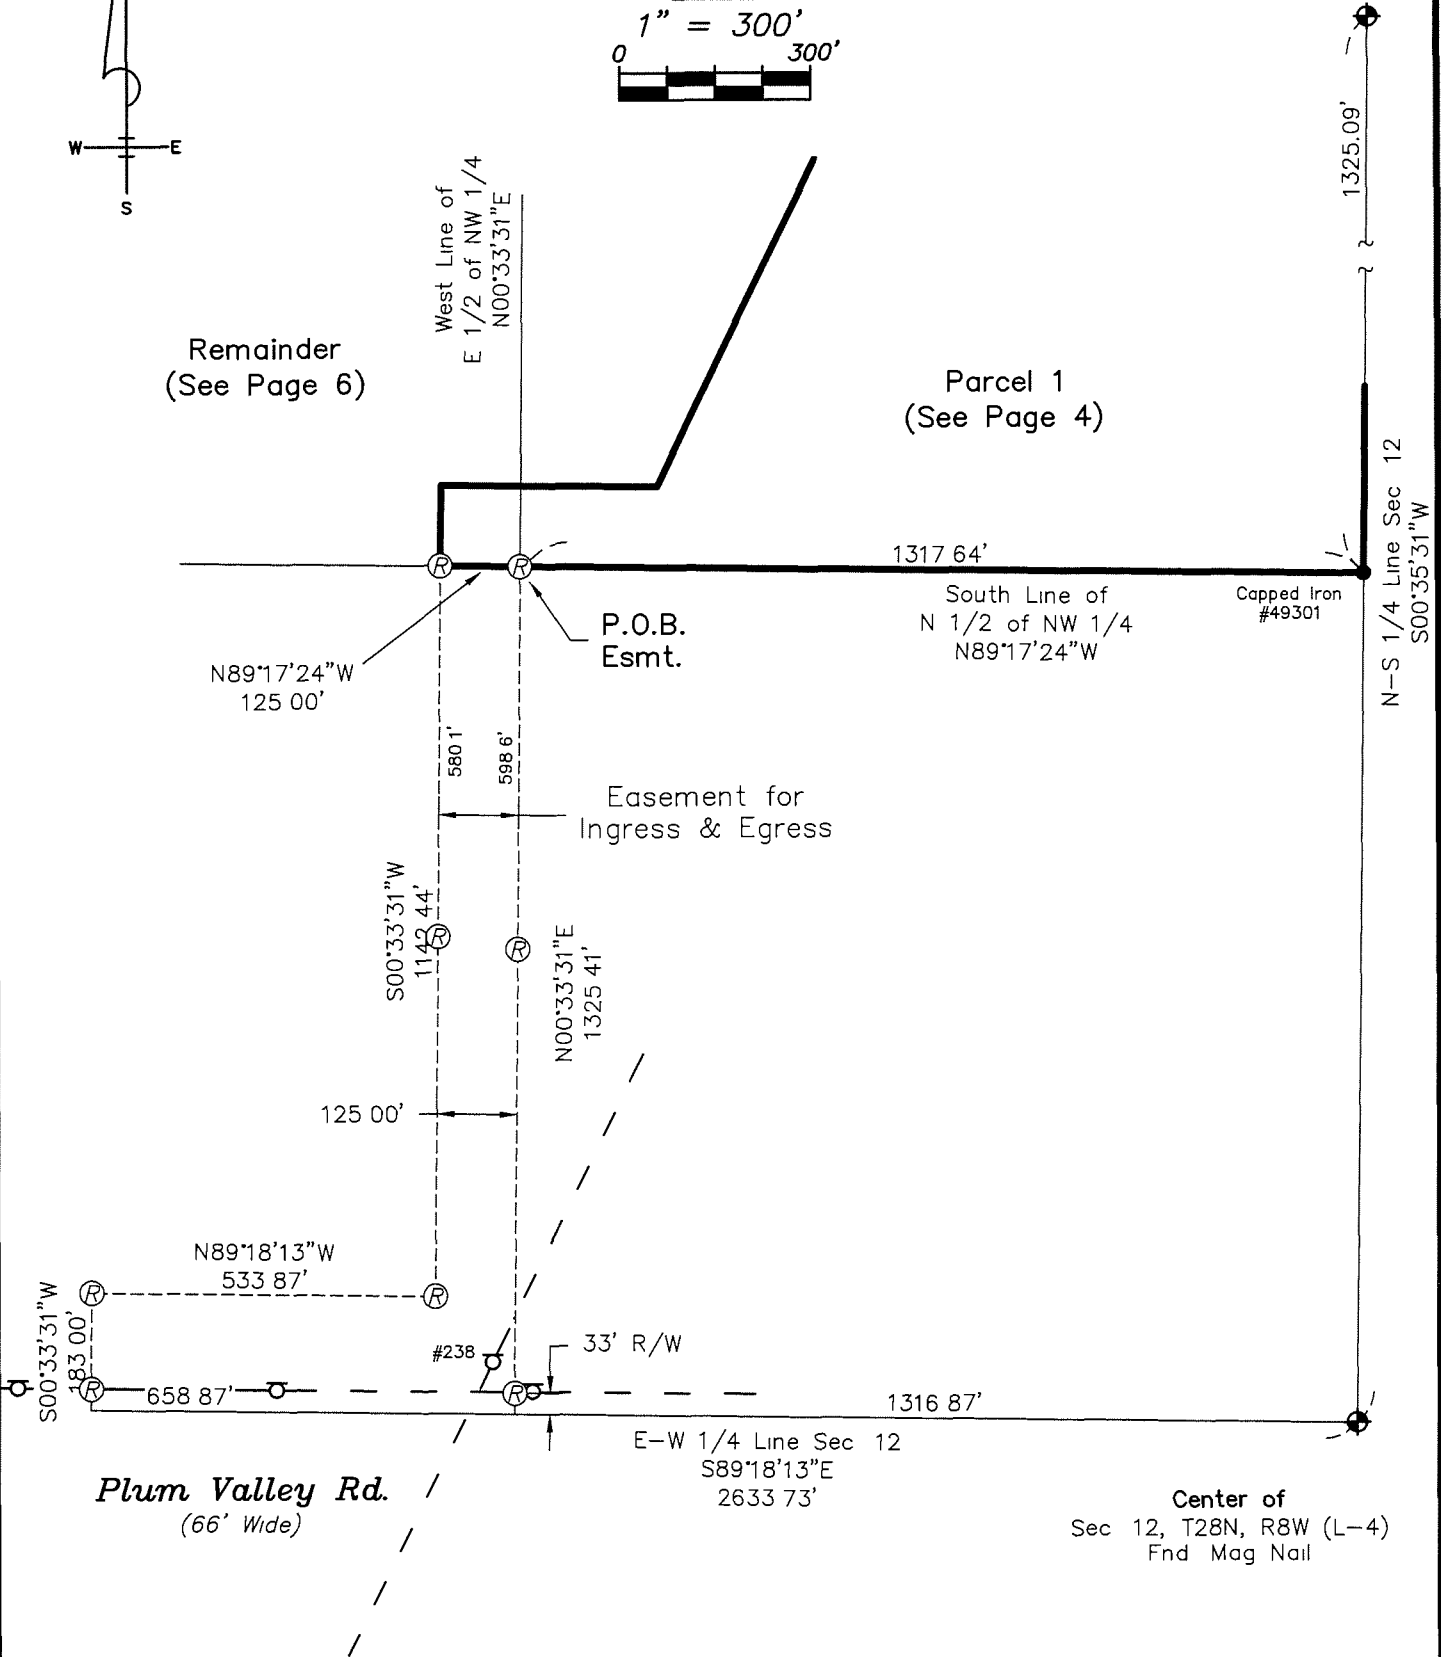 1" = 300'
0 300'
W E
S
1325.09'
West Line of
E 1/2 of NW 1/4
N00°33'31"E
Remainder
(See Page 6)
Parcel 1
(See Page 4)
N-S 1/4 Line Sec 12
S00°35'31"W
R R
1317 64'
South Line of
N 1/2 of NW 1/4
N89°17'24"W
Capped Iron
#49301
P.O.B.
Esmt.
N89°17'24"W
125 00'
580 1'
598 6'
Easement for
Ingress & Egress
S00°33'31"W
1142 44'
R R
N00°33'31"E
1325 41'
125 00'
N89°18'13"W
533 87'
R R
S00°33'31"W
183 00'
#238
33' R/W
R R
658 87'
1316 87'
E-W 1/4 Line Sec 12
S89°18'13"E
2633 73'
Plum Valley Rd.
(66' Wide)
Center of
Sec 12, T28N, R8W (L-4)
Fnd Mag Nail